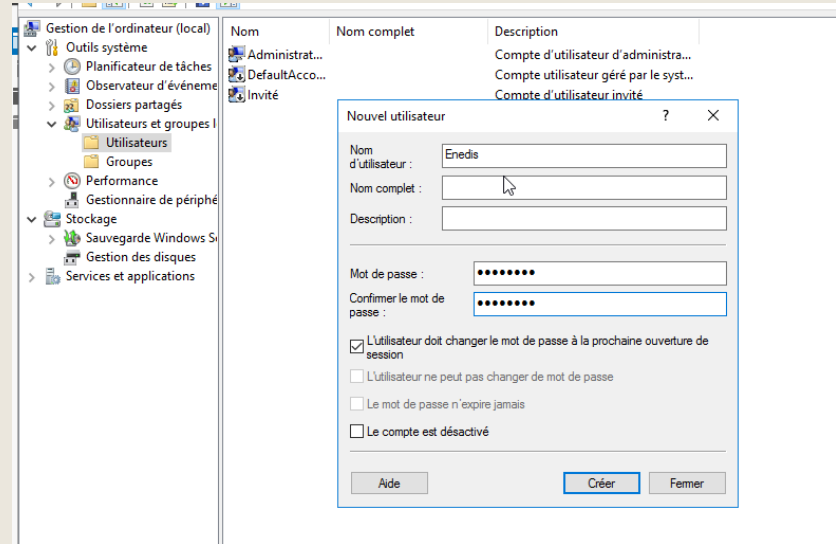 Gestion de l'ordinateur (local)
Outils système
Planificateur de tâches
Observateur d'événeme
Dossiers partagés
Utilisateurs et groupes l
Utilisateurs
Groupes
Performance
Gestionnaire de périphé
Stockage
Sauvegarde Windows Se
Gestion des disques
Services et applications
Nom Nom complet Description
Administrat... Compte d'utilisateur d'administra...
DefaultAcco... Compte utilisateur géré par le syst...
Invité Compte d'utilisateur invité
Nouvel utilisateur ? ✕
Nom
d'utilisateur :
Enedis
Nom complet :
Description :
Mot de passe : ●●●●●●●●
Confirmer le mot de
passe :
●●●●●●●●
L'utilisateur doit changer le mot de passe à la prochaine ouverture de
session
L'utilisateur ne peut pas changer de mot de passe
Le mot de passe n'expire jamais
Le compte est désactivé
Aide Créer Fermer